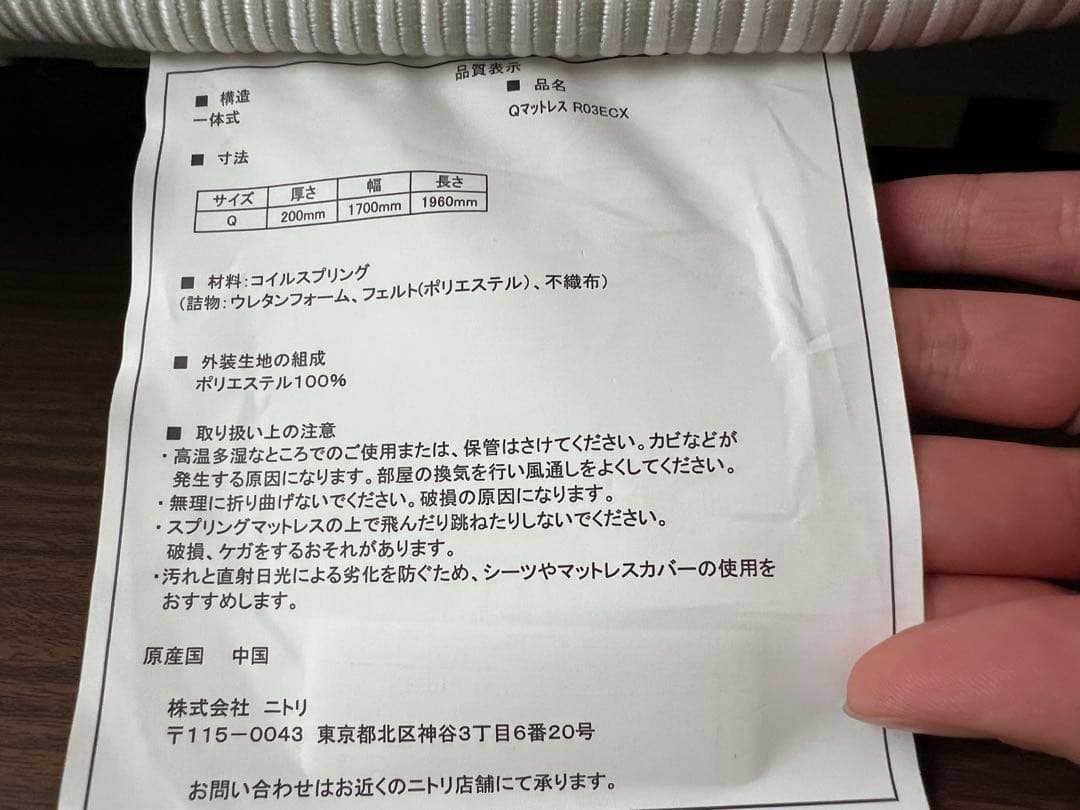 品質表示
■ 構造
一体式
■ 品名
Qマットレス R03ECX
■ 寸法
サイズ 厚さ 幅 長さ
Q 200mm 1700mm 1960mm
■ 材料:コイルスプリング
(詰物:ウレタンフォーム、フェルト(ポリエステル)、不織布)
■ 外装生地の組成
ポリエステル100%
■ 取り扱い上の注意
・高温多湿なところでのご使用または、保管はさけてください。カビなどが
発生する原因になります。部屋の換気を行い風通しをよくしてください。
・無理に折り曲げないでください。破損の原因になります。
・スプリングマットレスの上で飛んだり跳ねたりしないでください。
破損、ケガをするおそれがあります。
・汚れと直射日光による劣化を防ぐため、シーツやマットレスカバーの使用を
おすすめします。
原産国 中国
株式会社 ニトリ
〒115-0043 東京都北区神谷3丁目6番20号
お問い合わせはお近くのニトリ店舗にて承ります。